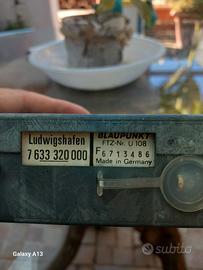 Ludwigshafen
7 633 320 000
BLAUPUNKT
FTZ-Nr. U 108
F 6713486
Made in Germany
Galaxy A13
subito